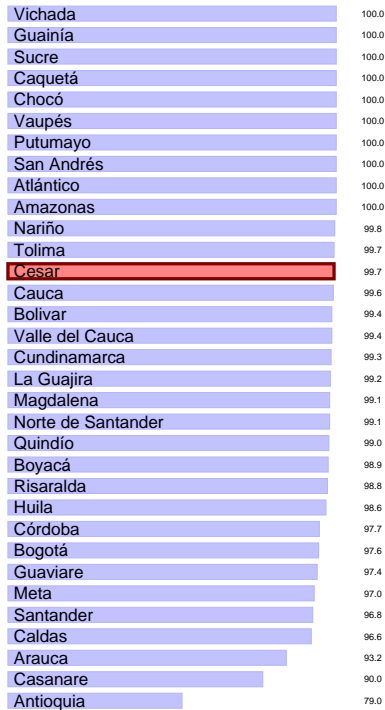 Vichada 100.0
Guainía 100.0
Sucre 100.0
Caquetá 100.0
Chocó 100.0
Vaupés 100.0
Putumayo 100.0
San Andrés 100.0
Atlántico 100.0
Amazonas 100.0
Nariño 99.8
Tolima 99.7
Cesar 99.7
Cauca 99.6
Bolivar 99.4
Valle del Cauca 99.4
Cundinamarca 99.3
La Guajira 99.2
Magdalena 99.1
Norte de Santander 99.1
Quindío 99.0
Boyacá 98.9
Risaralda 98.8
Huila 98.6
Córdoba 97.7
Bogotá 97.6
Guaviare 97.4
Meta 97.0
Santander 96.8
Caldas 96.6
Arauca 93.2
Casanare 90.0
Antioquia 79.0